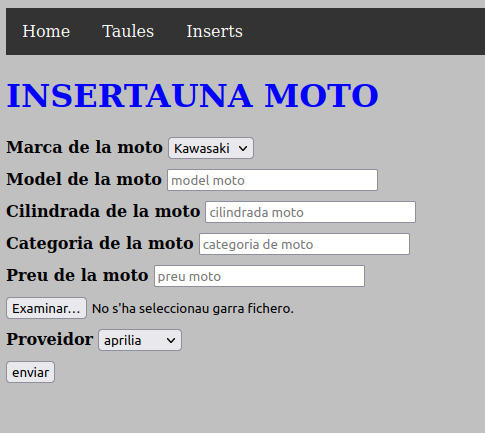 Home Taules Inserts
INSERTAUNA MOTO
Marca de la moto Kawasaki
Model de la moto model moto
Cilindrada de la moto cilindrada moto
Categoria de la moto categoria de moto
Preu de la moto preu moto
Examinar... No s'ha seleccionau garra fichero.
Proveidor aprilia
enviar